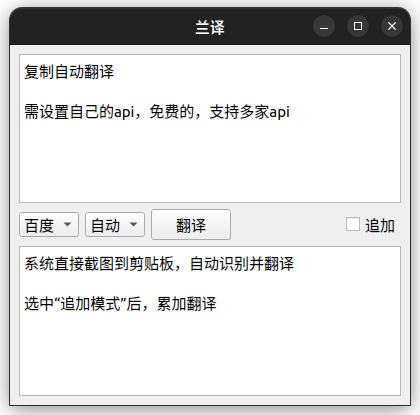 兰译
复制自动翻译
需设置自己的api，免费的，支持多家api
百度 自动 翻译 追加
系统直接截图到剪贴板，自动识别并翻译
选中“追加模式”后，累加翻译